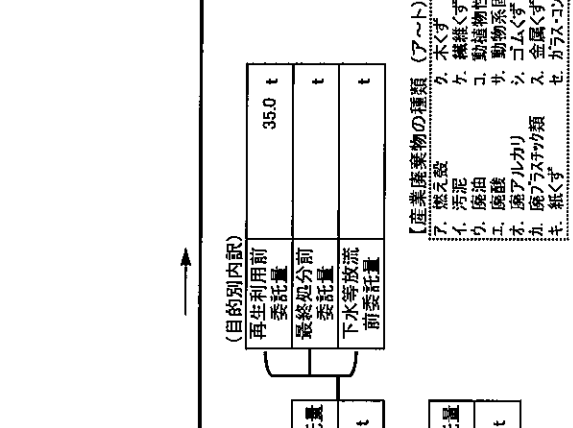 (目的別内訳)
再生利用前
委託量
35.0 t
最終処分前
委託量
t
下水等放流
前委託量
t
託量
t
託量
t
【産業廃棄物の種類 (ア~ト)
ア. 燃え殻
イ. 汚泥
ウ. 廃油
エ. 廃酸
オ. 廃アルカリ
カ. 廃プラスチック類
キ. 紙くず
ク. 木くず
ケ. 繊維くず
コ. 動植物性
サ. 動物系固
シ. ゴムくず
ス. 金属くず
セ. ガラス・コン